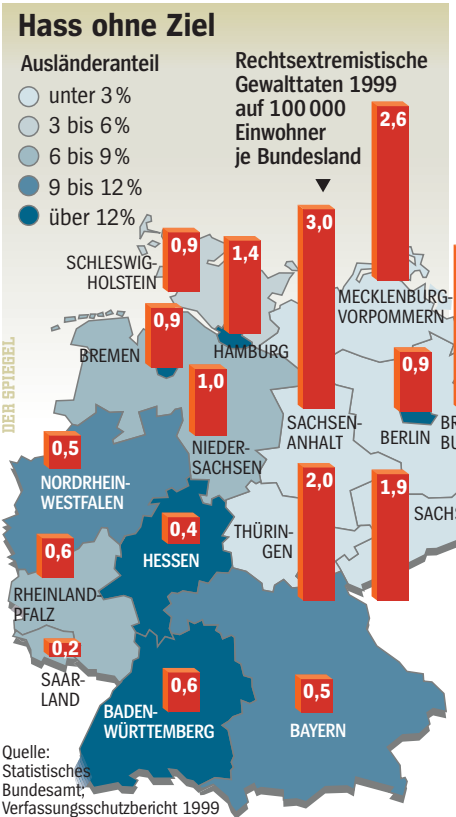 Hass ohne Ziel
Ausländeranteil
unter 3 %
3 bis 6 %
6 bis 9 %
9 bis 12 %
über 12%
Rechtsextremistische
Gewalttaten 1999
auf 100 000
Einwohner
je Bundesland
2,6
3,0
0,9
SCHLESWIG-
HOLSTEIN
1,4
HAMBURG
MECKLENBURG-
VORPOMMERN
0,9
BREMEN
1,0
NIEDER-
SACHSEN
SACHSEN-
ANHALT
0,9
BERLIN
BR
BU
0,5
NORDRHEIN-
WESTFALEN
0,4
HESSEN
2,0
THÜRIN-
GEN
1,9
SACHS
0,6
RHEINLAND-
PFALZ
0,2
SAAR-
LAND
0,6
BADEN-
WÜRTTEMBERG
0,5
BAYERN
Quelle:
Statistisches
Bundesamt;
Verfassungsschutzbericht 1999
DER SPIEGEL